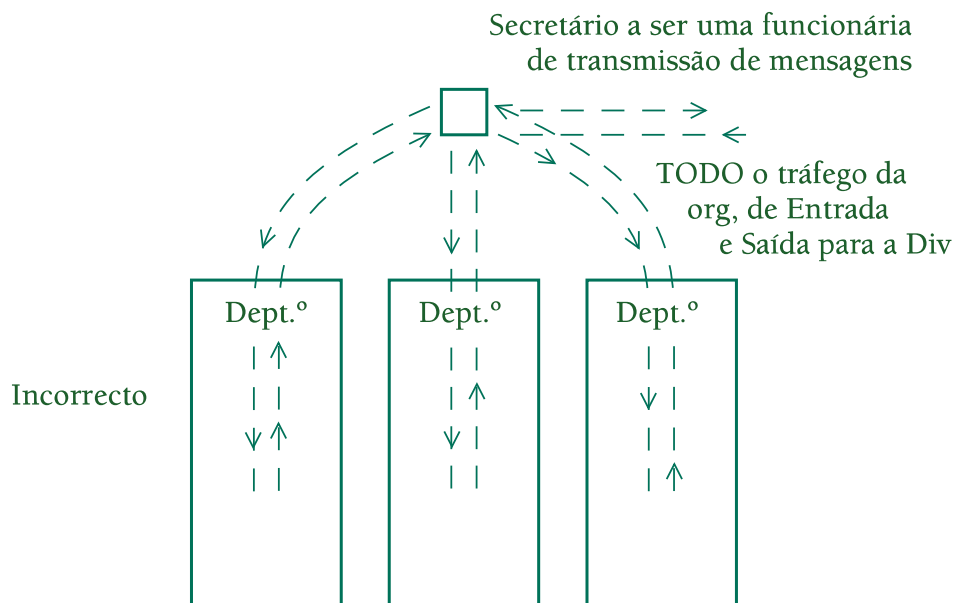 Secretário a ser uma funcionária
de transmissão de mensagens
TODO o tráfego da
org, de Entrada
e Saída para a Div
Dept.º
Dept.º
Dept.º
Incorrecto